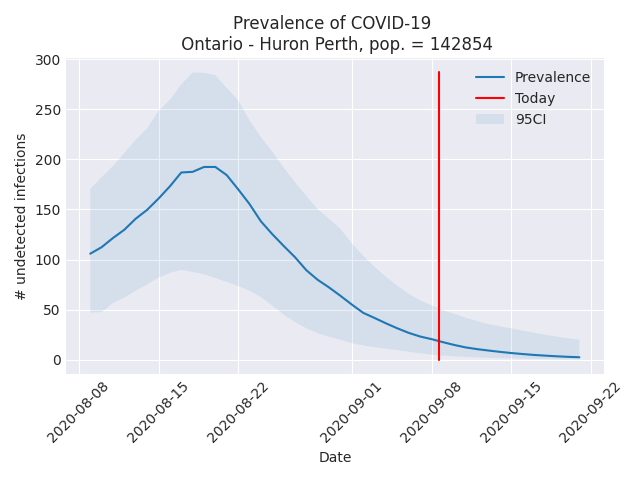 Prevalence of COVID-19
Ontario - Huron Perth, pop. = 142854
300
250
200
150
100
50
0
# undetected infections
Prevalence
Today
95CI
2020-08-08
2020-08-15
2020-08-22
2020-09-01
2020-09-08
2020-09-15
2020-09-22
Date